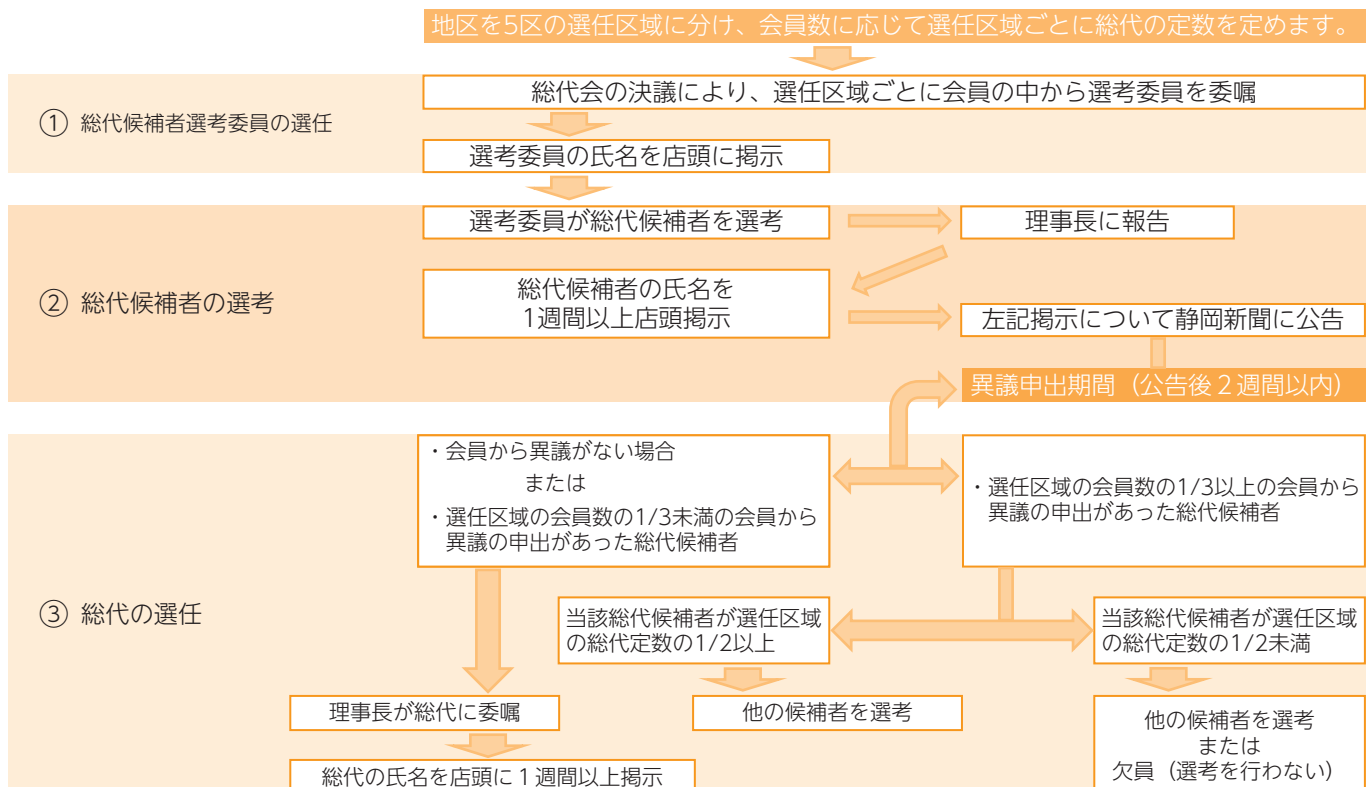 地区を5区の選任区域に分け、会員数に応じて選任区域ごとに総代の定数を定めます。
① 総代候補者選考委員の選任
総代会の決議により、選任区域ごとに会員の中から選考委員を委嘱
選考委員の氏名を店頭に掲示
② 総代候補者の選考
選考委員が総代候補者を選考
理事長に報告
総代候補者の氏名を
1週間以上店頭掲示
左記掲示について静岡新聞に公告
異議申出期間（公告後２週間以内）
③ 総代の選任
・会員から異議がない場合
または
・選任区域の会員数の1/3未満の会員から
異議の申出があった総代候補者
・選任区域の会員数の1/3以上の会員から
異議の申出があった総代候補者
当該総代候補者が選任区域
の総代定数の1/2以上
当該総代候補者が選任区域
の総代定数の1/2未満
理事長が総代に委嘱
他の候補者を選考
他の候補者を選考
または
欠員（選考を行わない）
総代の氏名を店頭に１週間以上掲示